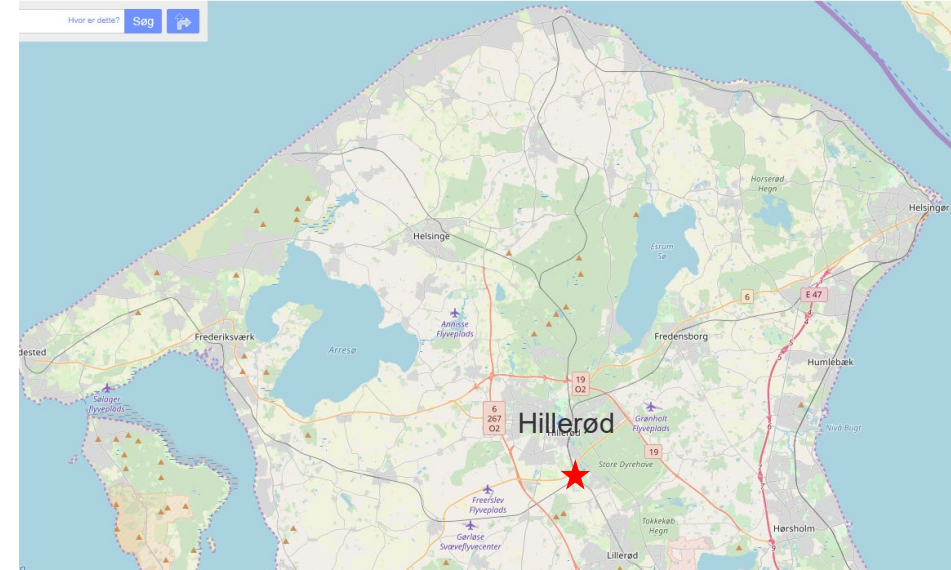 Hvor er dette?
Søg
Horserød
Hegn
Helsingør
Helsinge
Esrum
Sø
6
E 47
Annisse
Flyveplads
Frederiksværk
Fredensborg
Arresø
Humlebæk
19
O2
Sølager
flyveplads
6
267
O2
Hillerød
Hillerød
Grønholt
Flyveplads
Nivå Bugt
19
Store Dyrehave
Freerslev
Flyveplads
Tokkekøb
Hegn
Hørsholm
Gørløse
Svæveflyvecenter
Lillerød